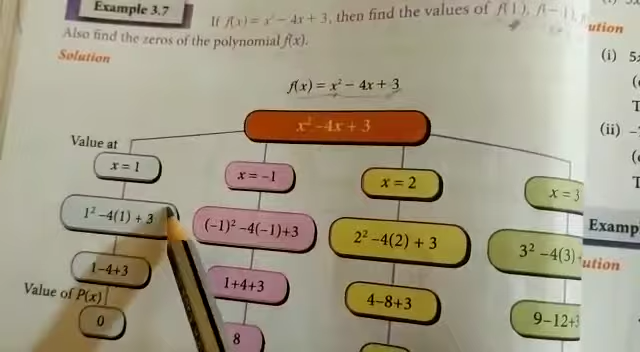 Example 3.7
If f(x) = x² − 4x + 3, then find the values of f(1), f(−1),
Also find the zeros of the polynomial f(x).
Solution
f(x) = x² − 4x + 3
x² −4x + 3
Value at
x = 1
x = −1
x = 2
x = 3
1² −4(1) + 3
(−1)² −4(−1)+3
2² −4(2) + 3
3² −4(3)
1−4+3
1+4+3
4−8+3
9−12+3
Value of P(x)
0
8
ution
(i) 5
(ii) −
Examp
ution